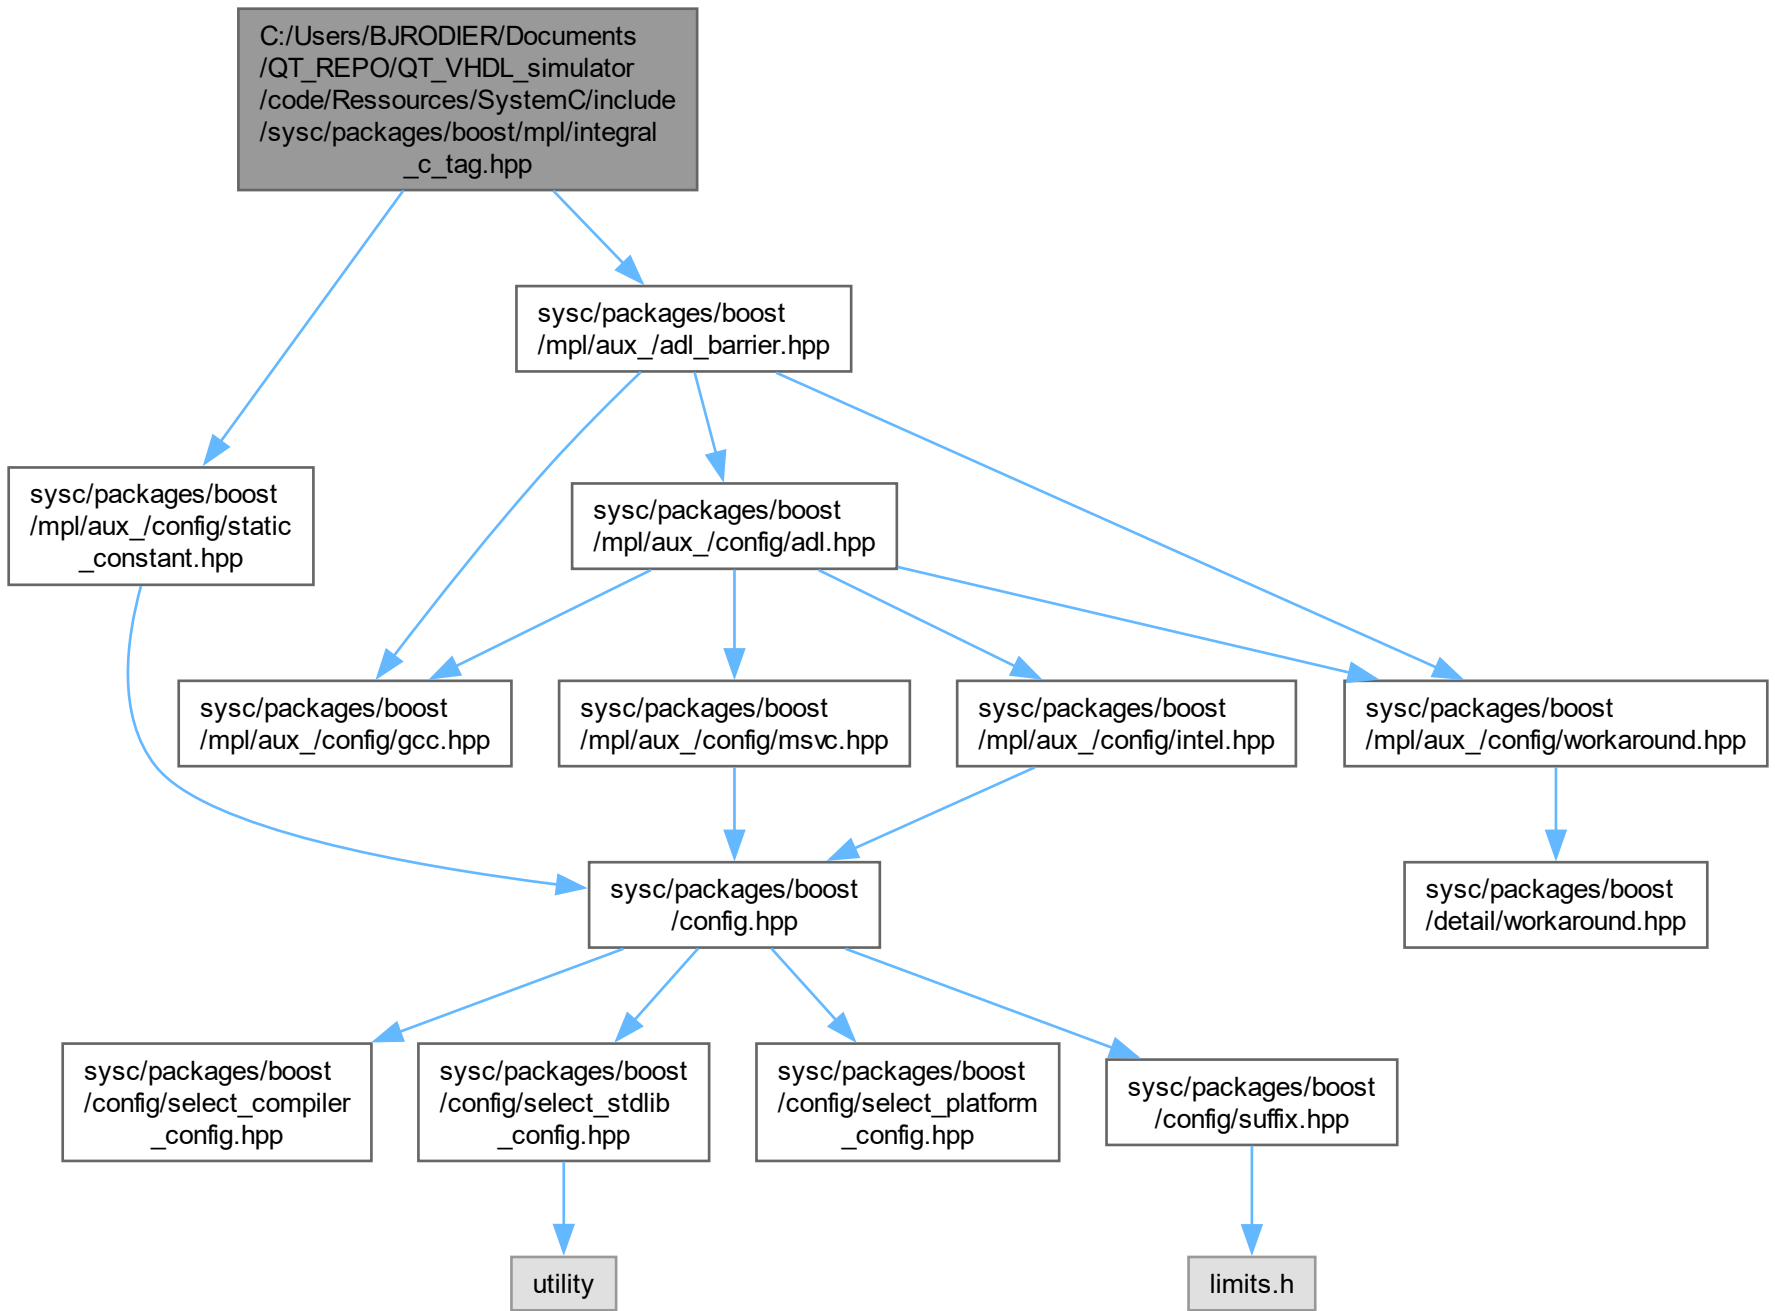 C:/Users/BJRODIER/Documents
/QT_REPO/QT_VHDL_simulator
/code/Ressources/SystemC/include
/sysc/packages/boost/mpl/integral
_c_tag.hpp
sysc/packages/boost
/mpl/aux_/adl_barrier.hpp
sysc/packages/boost
/mpl/aux_/config/static
_constant.hpp
sysc/packages/boost
/mpl/aux_/config/adl.hpp
sysc/packages/boost
/mpl/aux_/config/gcc.hpp
sysc/packages/boost
/mpl/aux_/config/msvc.hpp
sysc/packages/boost
/mpl/aux_/config/intel.hpp
sysc/packages/boost
/mpl/aux_/config/workaround.hpp
sysc/packages/boost
/config.hpp
sysc/packages/boost
/detail/workaround.hpp
sysc/packages/boost
/config/select_compiler
_config.hpp
sysc/packages/boost
/config/select_stdlib
_config.hpp
sysc/packages/boost
/config/select_platform
_config.hpp
sysc/packages/boost
/config/suffix.hpp
utility
limits.h